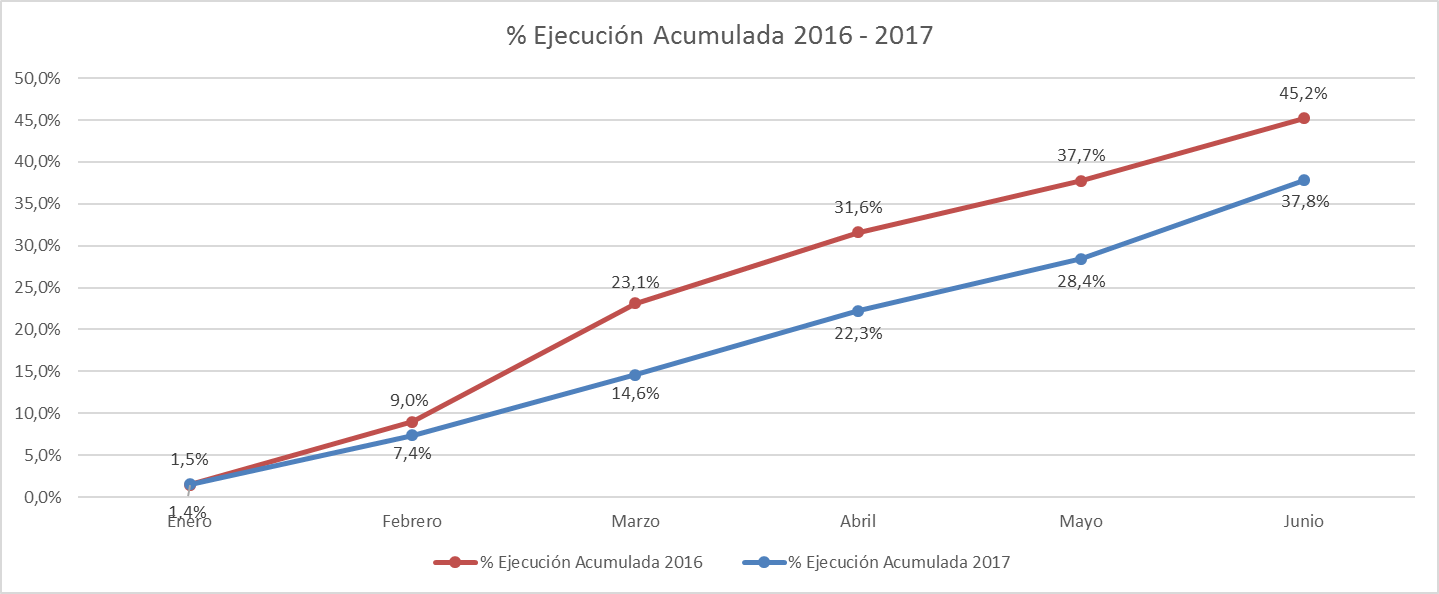 % Ejecución Acumulada 2016 - 2017
50,0%
45,0%
40,0%
35,0%
30,0%
25,0%
20,0%
15,0%
10,0%
5,0%
0,0%
45,2%
37,7%
31,6%
23,1%
9,0%
1,5%
37,8%
28,4%
22,3%
14,6%
7,4%
1,4%
Enero
Febrero
Marzo
Abril
Mayo
Junio
% Ejecución Acumulada 2016
% Ejecución Acumulada 2017